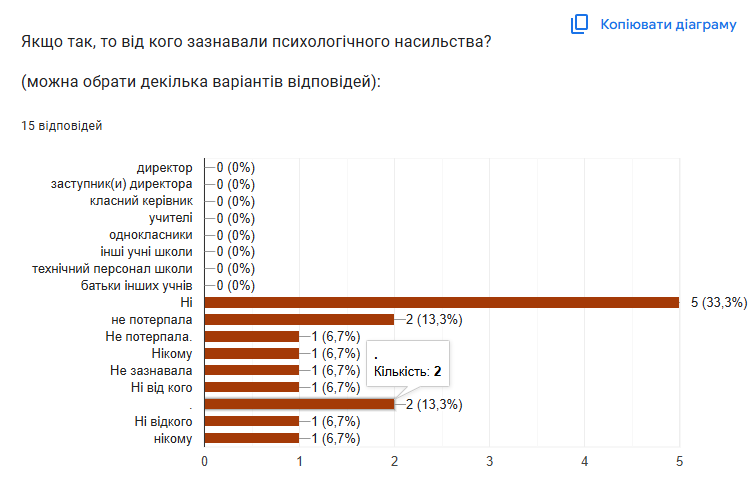 Копіювати діаграму
Якщо так, то від кого зазнавали психологічного насильства?
(можна обрати декілька варіантів відповідей):
15 відповідей
директор 0 (0%)
заступник(и) директора 0 (0%)
класний керівник 0 (0%)
учителі 0 (0%)
однокласники 0 (0%)
інші учні школи 0 (0%)
технічний персонал школи 0 (0%)
батьки інших учнів 0 (0%)
Ні 5 (33,3%)
не потерпала 2 (13,3%)
Не потерпала. 1 (6,7%)
Нікому 1 (6,7%)
.
Не зазнавала 1 (6,7%)
Кількість: 2
Ні від кого 1 (6,7%)
. 2 (13,3%)
Ні відкого 1 (6,7%)
нікому 1 (6,7%)
0 1 2 3 4 5